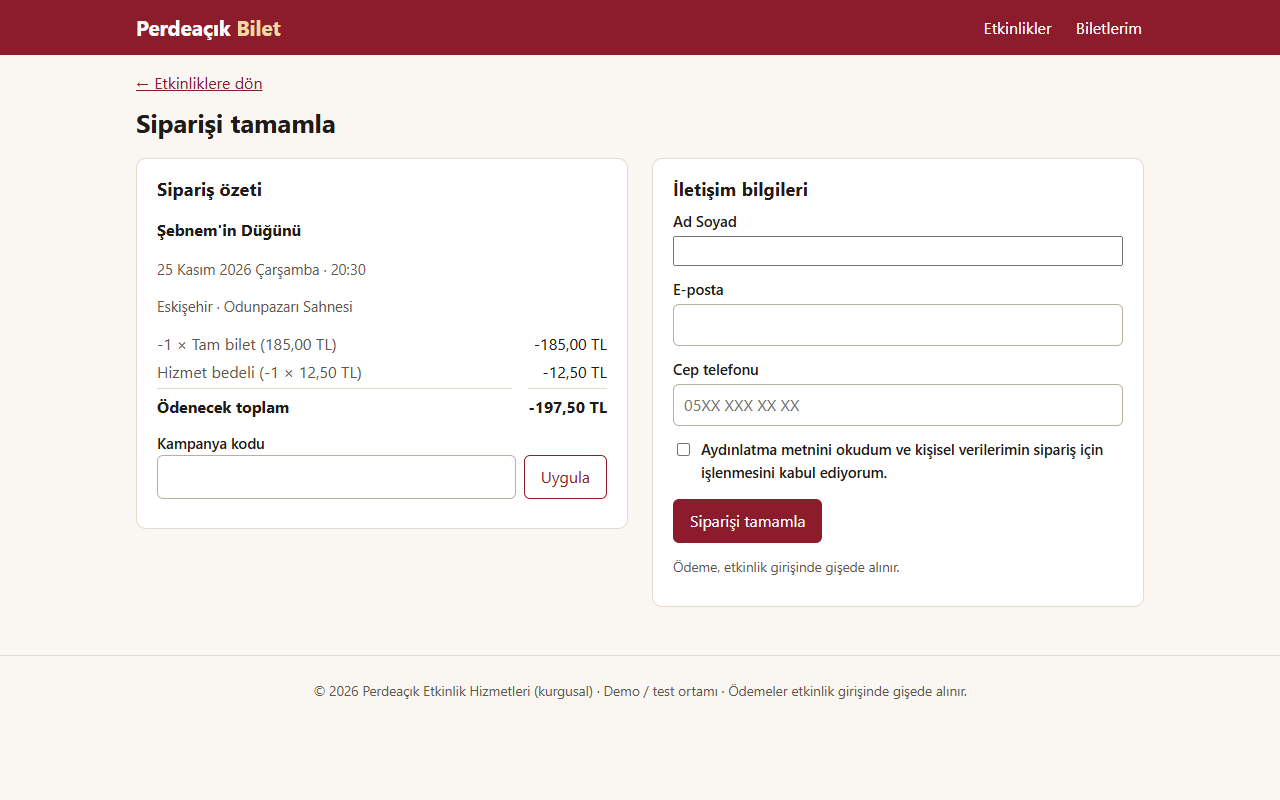 Perdeaçık Bilet
Etkinlikler
Biletlerim
← Etkinliklere dön
Siparişi tamamla
Sipariş özeti
Şebnem'in Düğünü
25 Kasım 2026 Çarşamba · 20:30
Eskişehir · Odunpazarı Sahnesi
-1 × Tam bilet (185,00 TL) -185,00 TL
Hizmet bedeli (-1 × 12,50 TL) -12,50 TL
Ödenecek toplam -197,50 TL
Kampanya kodu
Uygula
İletişim bilgileri
Ad Soyad
E-posta
Cep telefonu
05XX XXX XX XX
Aydınlatma metnini okudum ve kişisel verilerimin sipariş için
işlenmesini kabul ediyorum.
Siparişi tamamla
Ödeme, etkinlik girişinde gişede alınır.
© 2026 Perdeaçık Etkinlik Hizmetleri (kurgusal) · Demo / test ortamı · Ödemeler etkinlik girişinde gişede alınır.